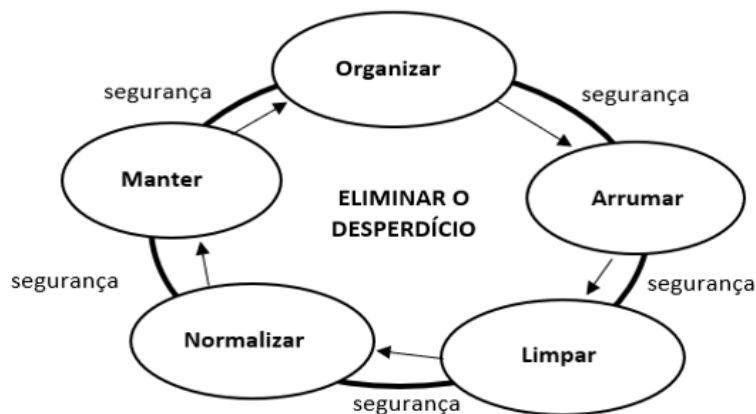 Organizar
segurança
segurança
Manter
ELIMINAR O
DESPERDÍCIO
Arrumar
segurança
segurança
Normalizar
Limpar
segurança